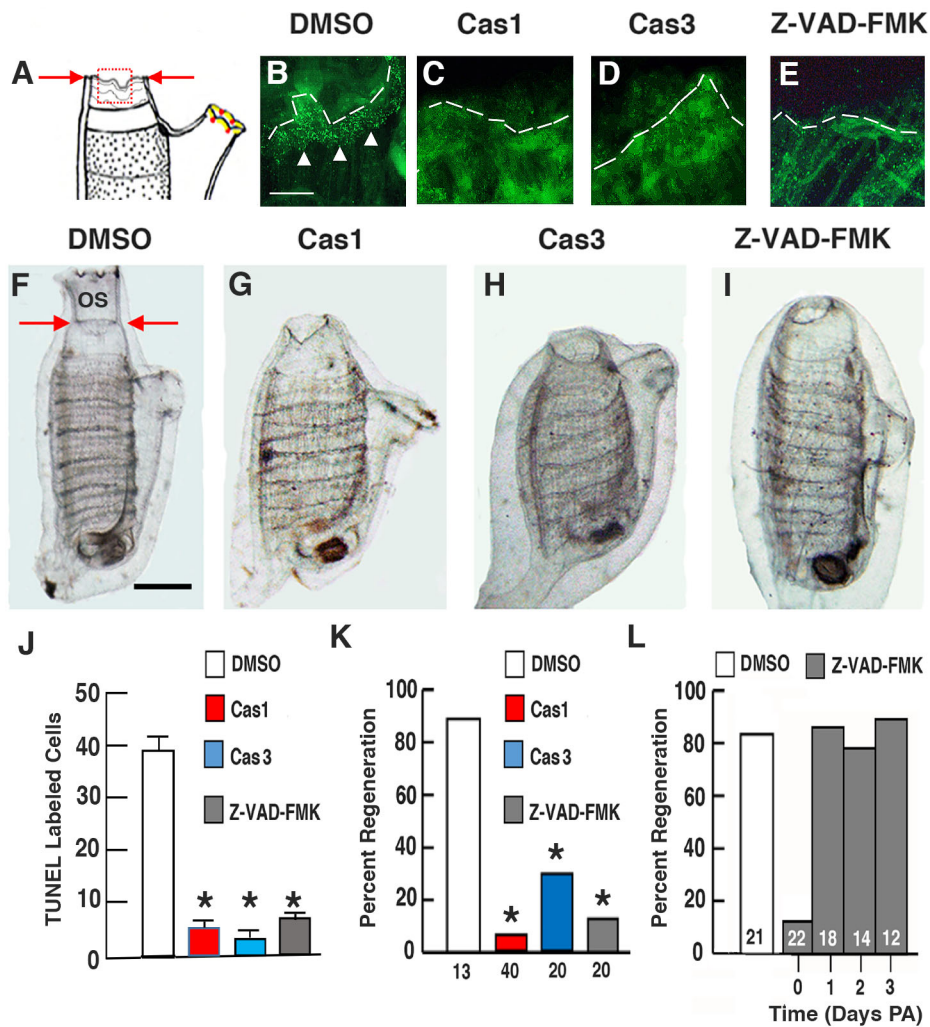 DMSO Cas1 Cas3 Z-VAD-FMK
A B C D E
DMSO Cas1 Cas3 Z-VAD-FMK
F G H I
OS
J
DMSO
Cas1
Cas 3
Z-VAD-FMK
TUNEL Labeled Cells
50
40
30
20
10
0
* * *
K
DMSO
Cas1
Cas 3
Z-VAD-FMK
Percent Regeneration
100
80
60
40
20
0
* * *
13 40 20 20
L
DMSO Z-VAD-FMK
Percent Regeneration
100
80
60
40
20
0
21 22 18 14 12
0 1 2 3
Time (Days PA)